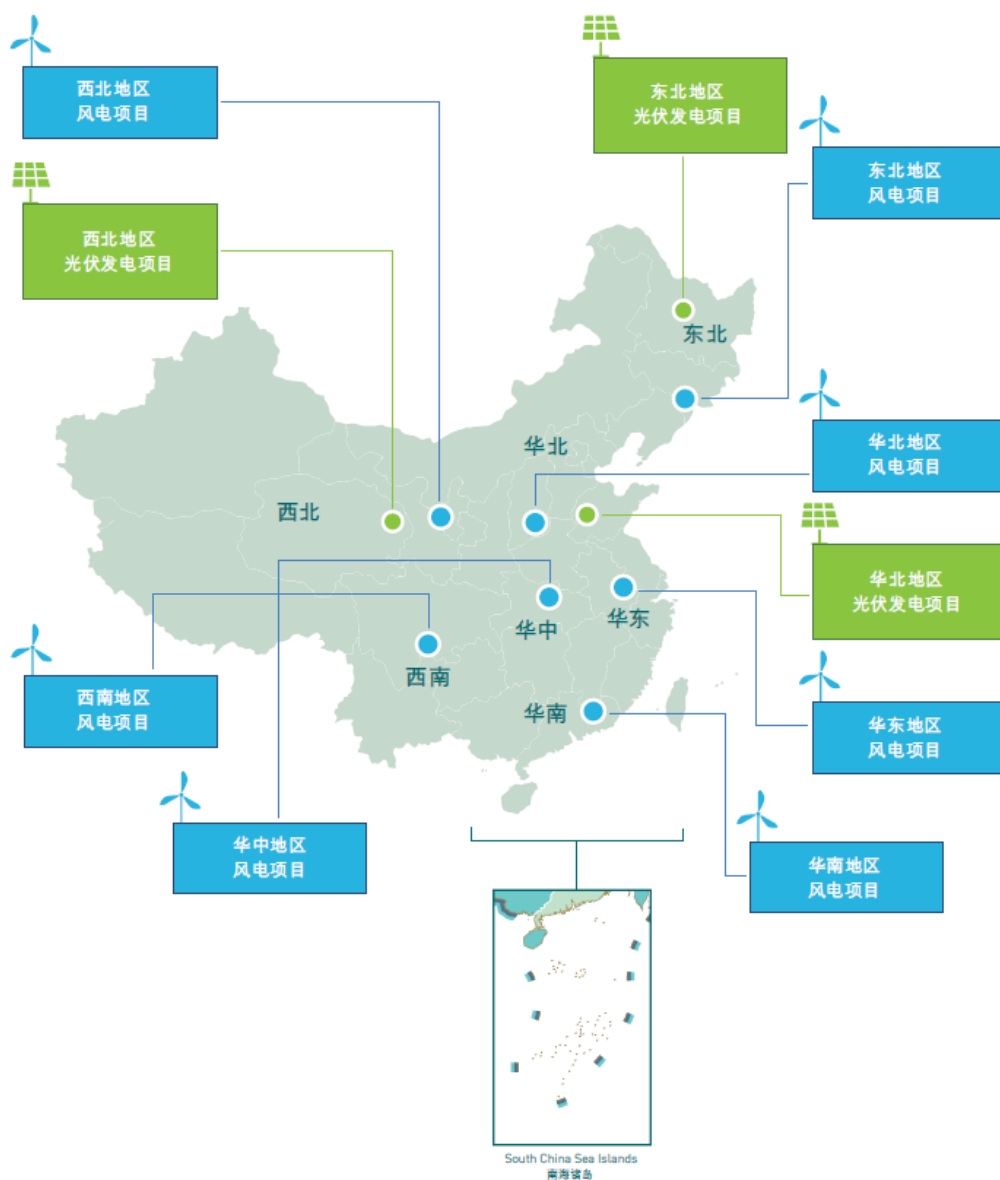 西北地区
风电项目
东北地区
光伏发电项目
东北地区
风电项目
西北地区
光伏发电项目
东北
华北
华北地区
风电项目
西北
华北地区
光伏发电项目
华中
华东
西南
西南地区
风电项目
华南
华东地区
风电项目
华中地区
风电项目
华南地区
风电项目
South China Sea Islands
南海诸岛